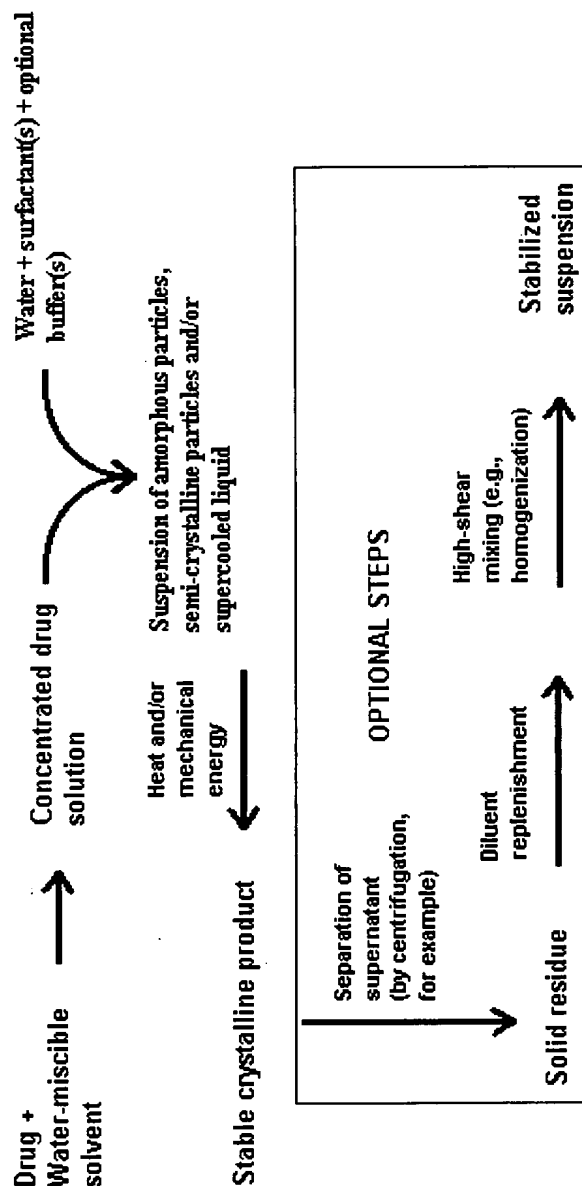 Drug +
Water-miscible
solvent
Concentrated drug
solution
Water + surfactant(s) + optional
buffer(s)
Suspension of amorphous particles,
semi-crystalline particles and/or
supercooled liquid
Heat and/or
mechanical
energy
Stable crystalline product
OPTIONAL STEPS
Separation of
supernatant
(by centrifugation,
for example)
Solid residue
Diluent
replenishment
High-shear
mixing (e.g.,
homogenization)
Stabilized
suspension